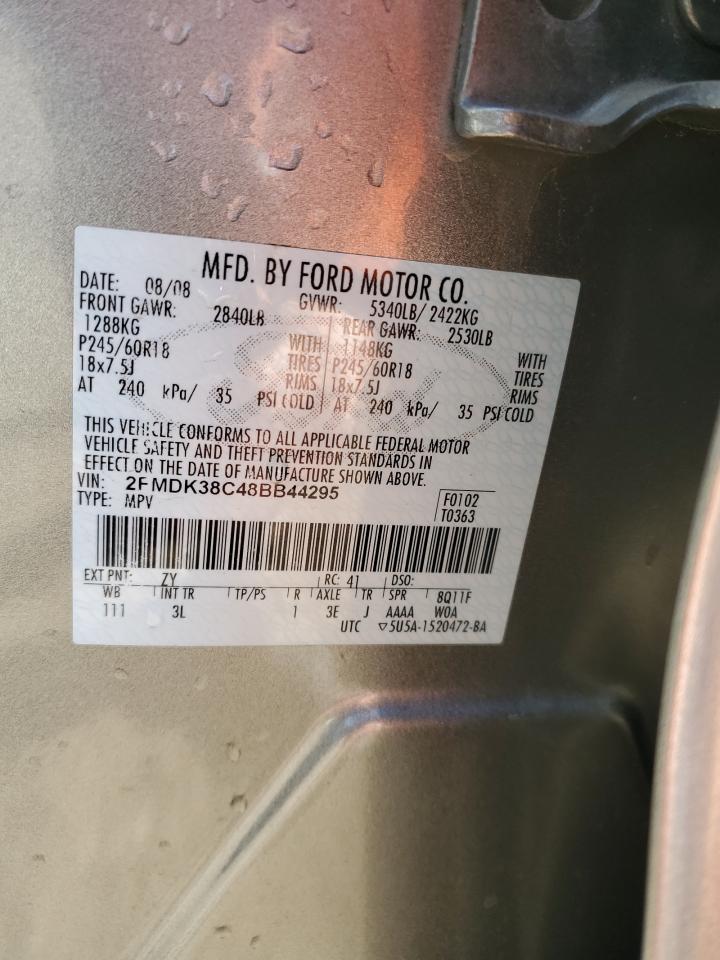 MFD. BY FORD MOTOR CO.
DATE: 08/08 GVWR: 5340LB/ 2422KG
FRONT GAWR: 2840LB REAR GAWR: 2530LB
1288KG WITH 1148KG WITH
P245/60R18 TIRES P245/60R18 TIRES
18x7.5J RIMS 18x7.5J RIMS
AT 240 kPa/ 35 PSI COLD AT 240 kPa/ 35 PSI COLD
THIS VEHICLE CONFORMS TO ALL APPLICABLE FEDERAL MOTOR
VEHICLE SAFETY AND THEFT PREVENTION STANDARDS IN
EFFECT ON THE DATE OF MANUFACTURE SHOWN ABOVE.
VIN: 2FMDK38C48BB44295
TYPE: MPV
F0102
T0363
EXT PNT: ZY RC: 41 DSO:
WB INT TR TP/PS R AXLE TR SPR 8Q11F
111 3L 1 3E J AAAA WOA
UTC ▽5U5A-1520472-BA